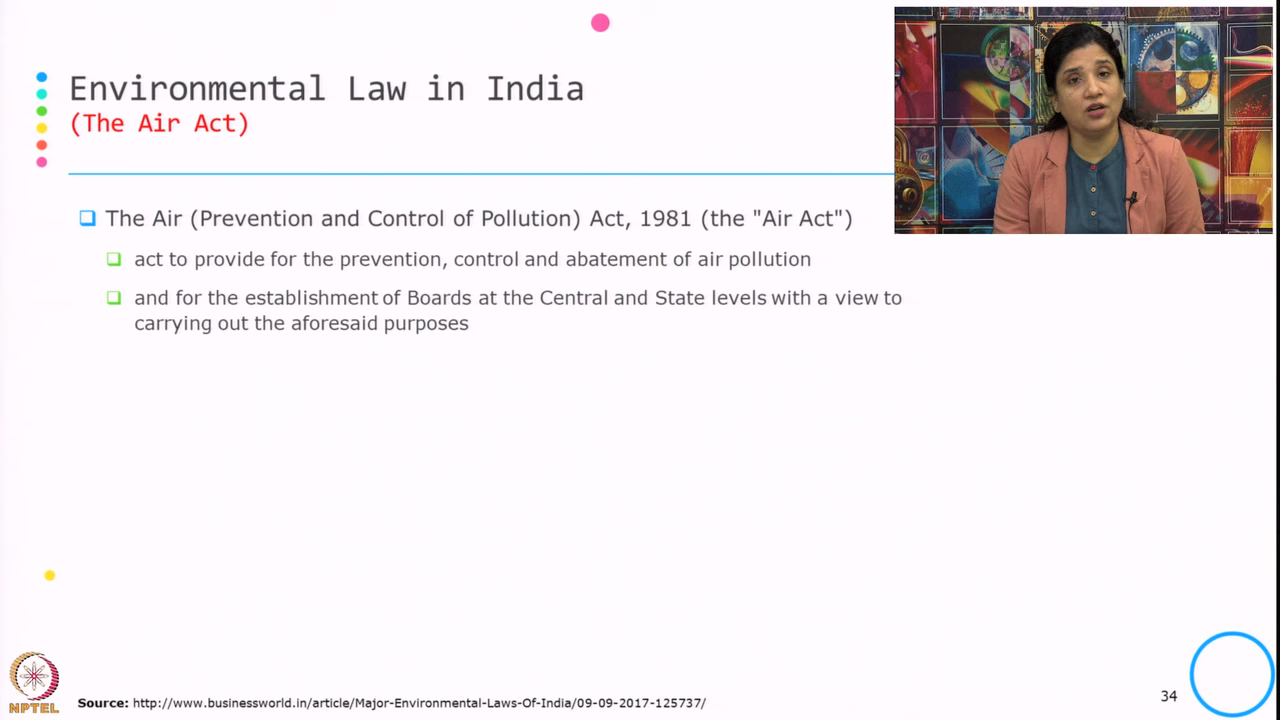 Environmental Law in India
(The Air Act)
The Air (Prevention and Control of Pollution) Act, 1981 (the "Air Act")
act to provide for the prevention, control and abatement of air pollution
and for the establishment of Boards at the Central and State levels with a view to
carrying out the aforesaid purposes
NPTEL
Source: http://www.businessworld.in/article/Major-Environmental-Laws-Of-India/09-09-2017-125737/
34